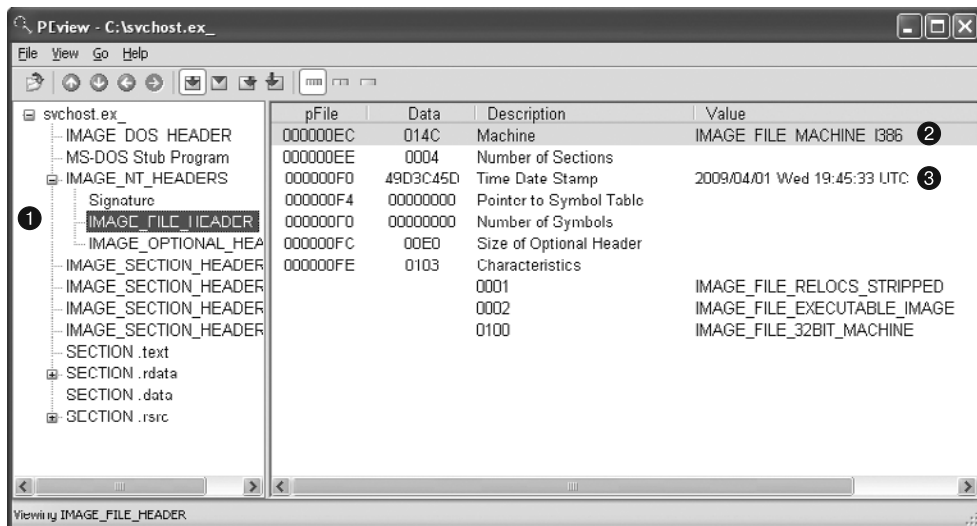 PEview - C:\svchost.ex_
File View Go Help
svchost.ex_
IMAGE_DOS_HEADER
MS-DOS Stub Program
IMAGE_NT_HEADERS
Signature
1
IMAGE_FILE_HEADER
IMAGE_OPTIONAL_HEA
IMAGE_SECTION_HEADER
IMAGE_SECTION_HEADER
IMAGE_SECTION_HEADER
IMAGE_SECTION_HEADER
SECTION .text
SECTION .rdata
SECTION .data
SECTION .rsrc
pFile Data Description Value
000000EC 014C Machine IMAGE_FILE_MACHINE_I386 2
000000EE 0004 Number of Sections
000000F0 49D3C45D Time Date Stamp 2009/04/01 Wed 19:45:33 UTC 3
000000F4 00000000 Pointer to Symbol Table
000000F8 00000000 Number of Symbols
000000FC 00E0 Size of Optional Header
000000FE 0103 Characteristics
0001 IMAGE_FILE_RELOCS_STRIPPED
0002 IMAGE_FILE_EXECUTABLE_IMAGE
0100 IMAGE_FILE_32BIT_MACHINE
Viewing IMAGE_FILE_HEADER